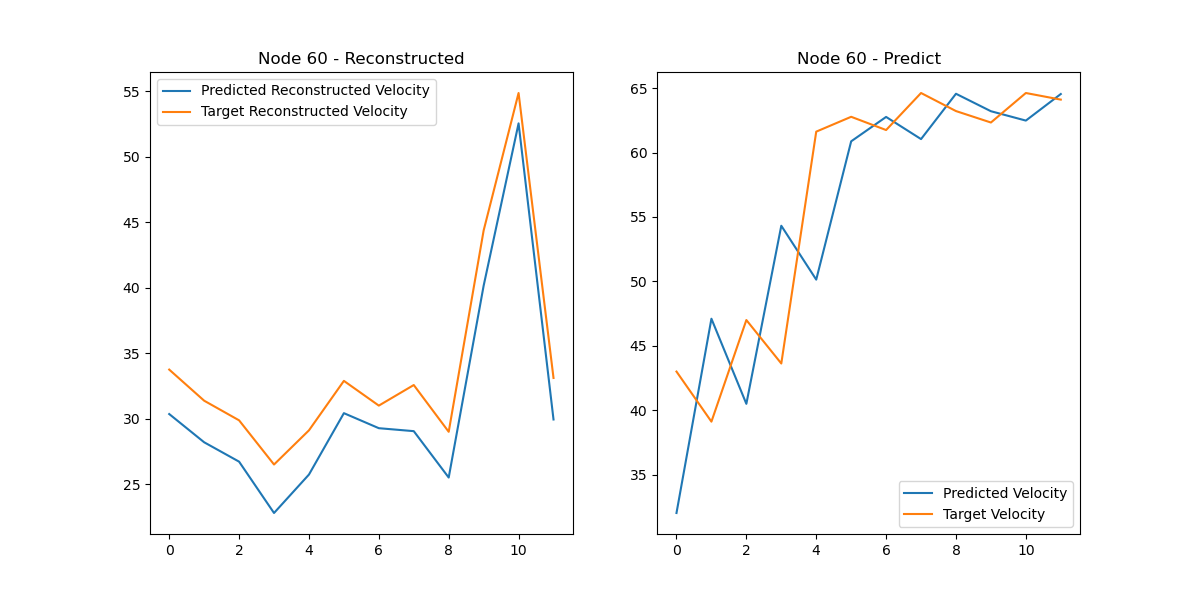 Node 60 - Reconstructed
Predicted Reconstructed Velocity
Target Reconstructed Velocity
55
50
45
40
35
30
25
0 2 4 6 8 10
Node 60 - Predict
65
60
55
50
45
40
35
Predicted Velocity
Target Velocity
0 2 4 6 8 10